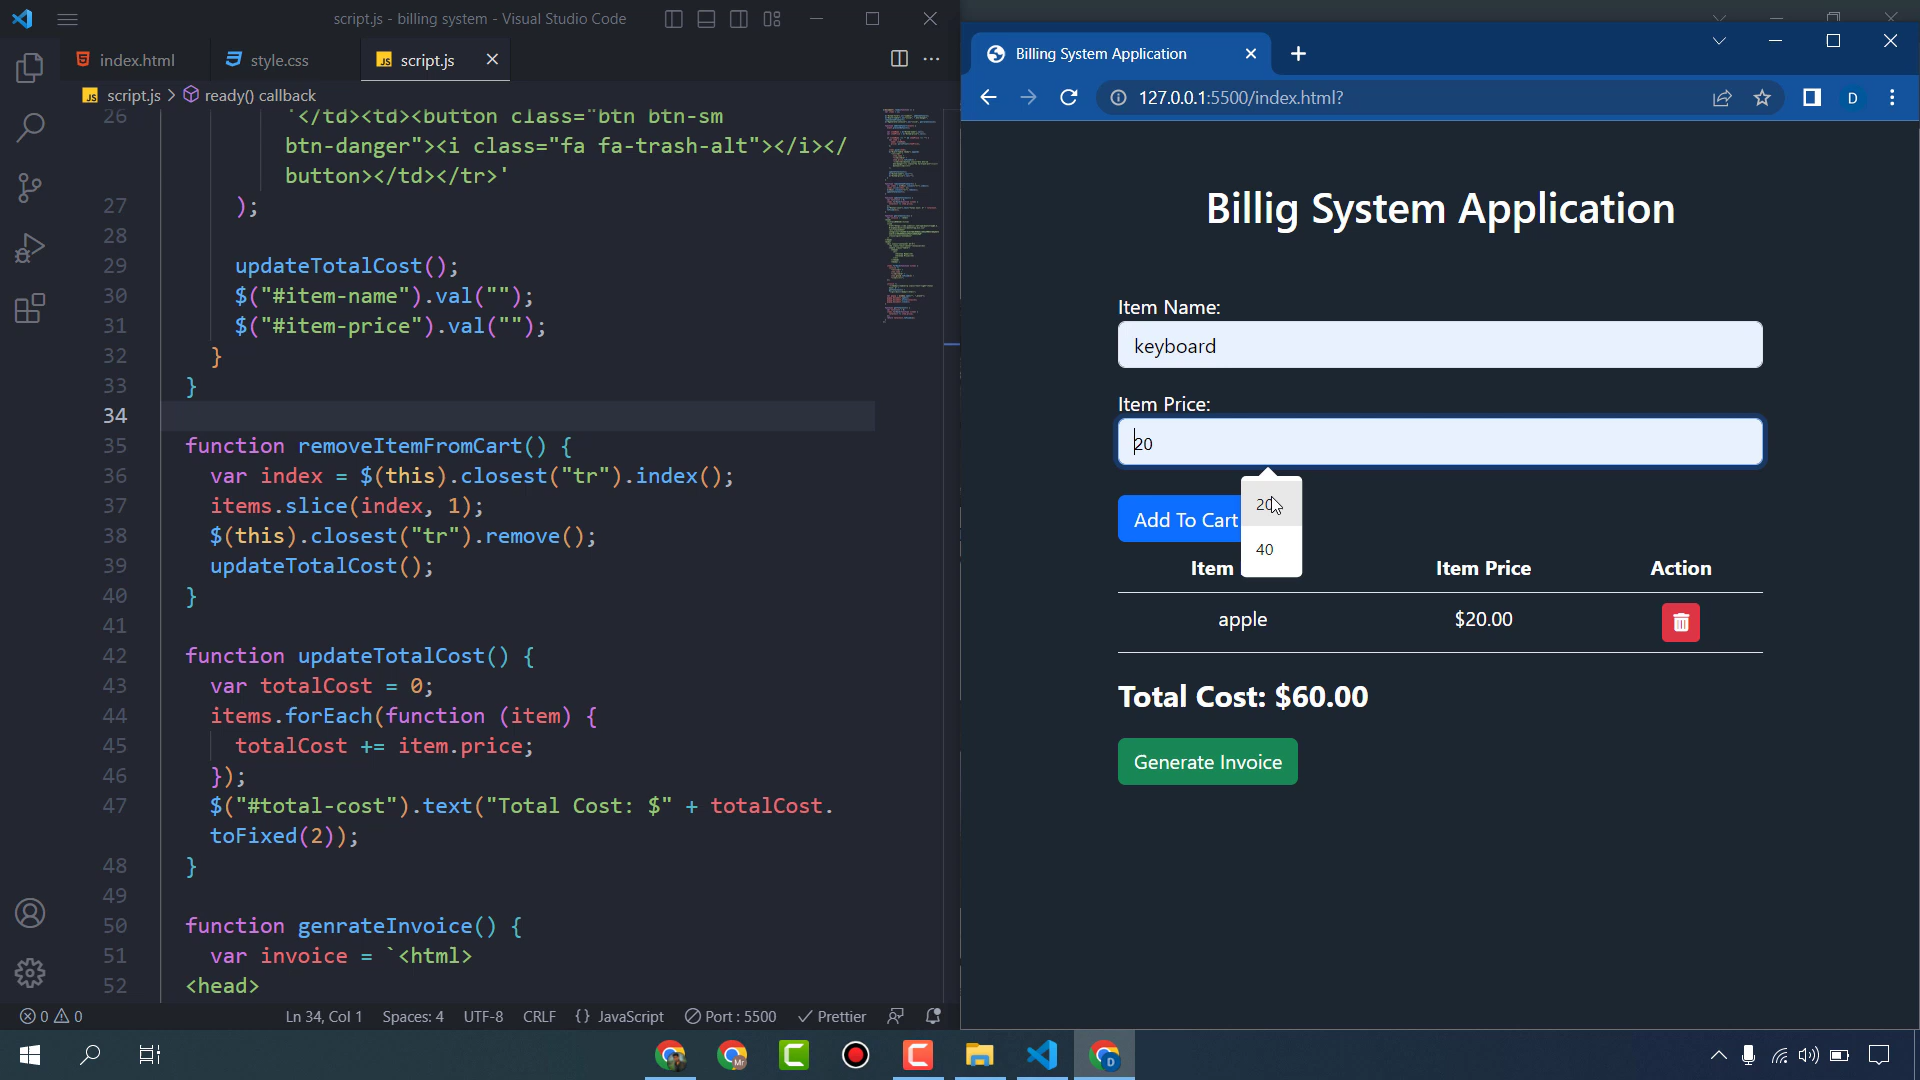 script.js - billing system - Visual Studio Code
index.html
style.css
JS script.js
JS script.js > ready() callback
26 '</td><td><button class="btn btn-sm
btn-danger"><i class="fa fa-trash-alt"></i></
button></td></tr>'
27 );
28
29 updateTotalCost();
30 $("#item-name").val("");
31 $("#item-price").val("");
32 }
33 }
34
35 function removeItemFromCart() {
36 var index = $(this).closest("tr").index();
37 items.slice(index, 1);
38 $(this).closest("tr").remove();
39 updateTotalCost();
40 }
41
42 function updateTotalCost() {
43 var totalCost = 0;
44 items.forEach(function (item) {
45 totalCost += item.price;
46 });
47 $("#total-cost").text("Total Cost: $" + totalCost.
toFixed(2));
48 }
49
50 function genrateInvoice() {
51 var invoice = `<html>
52 <head>
0 0
Ln 34, Col 1
Spaces: 4
UTF-8
CRLF
{} JavaScript
Port : 5500
Prettier
Billing System Application
127.0.0.1:5500/index.html?
D
Billig System Application
Item Name:
keyboard
Item Price:
20
20
40
Add To Cart
Item
Item Price
Action
apple
$20.00
Total Cost: $60.00
Generate Invoice
Mr
D